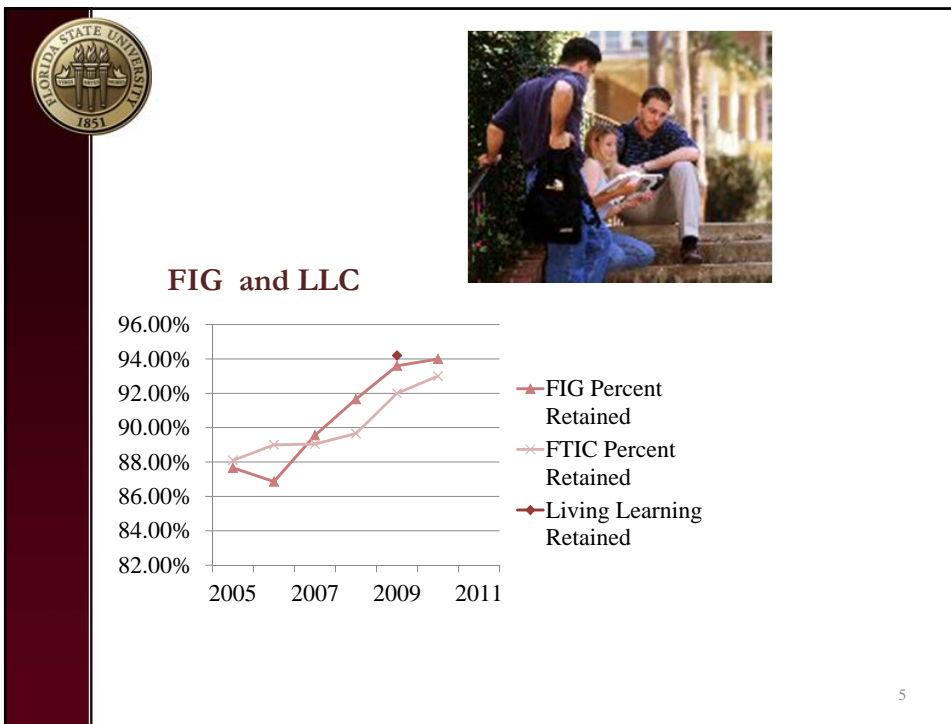 FLORIDA STATE UNIVERSITY
1851
FIG and LLC
96.00%
94.00%
92.00%
90.00%
88.00%
86.00%
84.00%
82.00%
2005 2007 2009 2011
FIG Percent
Retained
FTIC Percent
Retained
Living Learning
Retained
5